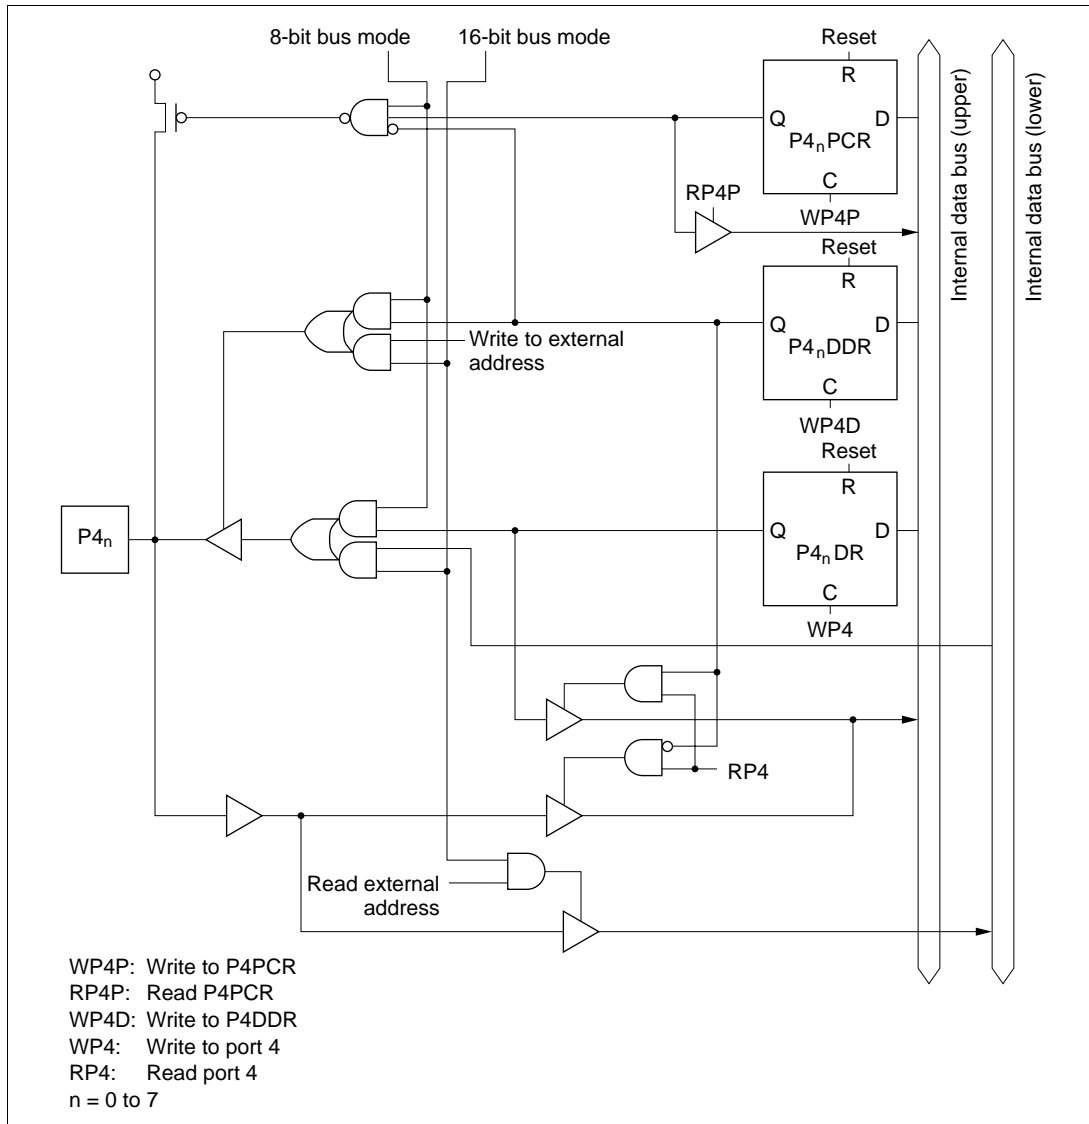 8-bit bus mode
16-bit bus mode
Reset
R
Q
D
P4nPCR
C
WP4P
RP4P
Reset
R
Q
D
P4nDDR
C
WP4D
Write to external
address
Reset
R
Q
D
P4nDR
C
WP4
P4n
RP4
Read external
address
Internal data bus (upper)
Internal data bus (lower)
WP4P: Write to P4PCR
RP4P: Read P4PCR
WP4D: Write to P4DDR
WP4: Write to port 4
RP4: Read port 4
n = 0 to 7